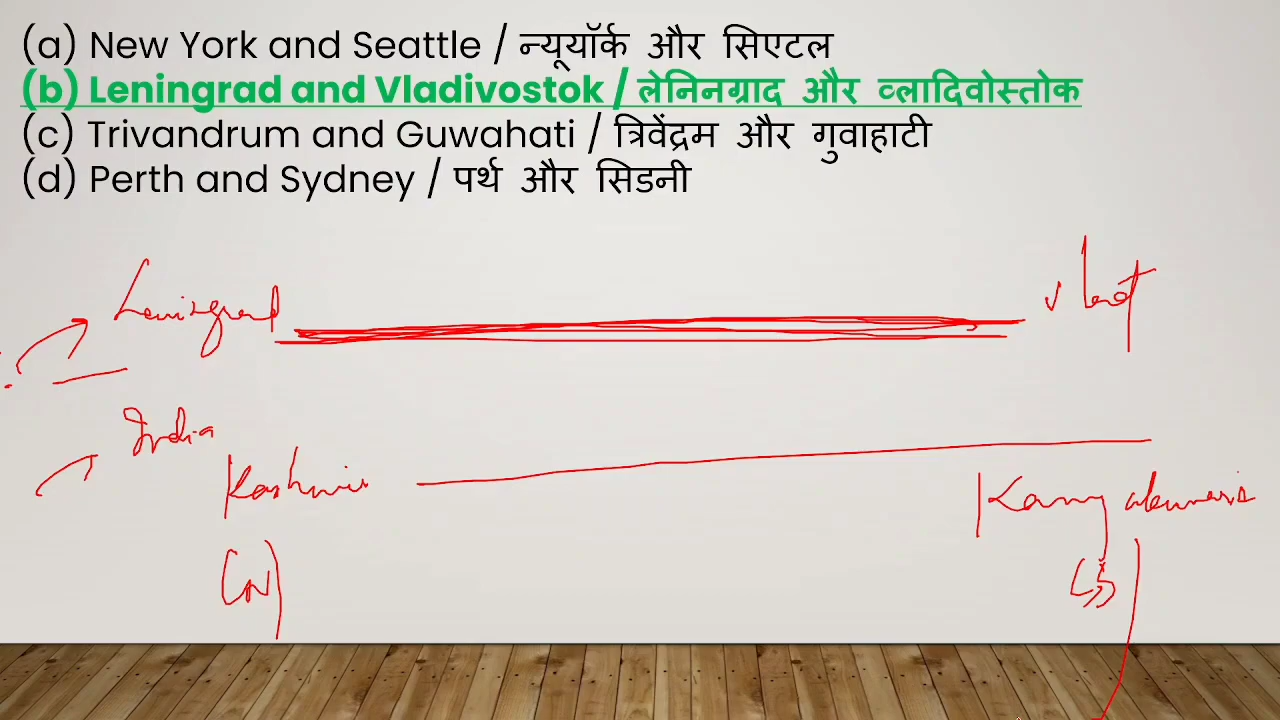 (a) New York and Seattle / न्यूयॉर्क और सिएटल
(b) Leningrad and Vladivostok / लेनिनग्राद और व्लादिवोस्तोक
(c) Trivandrum and Guwahati / त्रिवेंद्रम और गुवाहाटी
(d) Perth and Sydney / पर्थ और सिडनी
Leningrad
India
Kashmir
(N) (S)